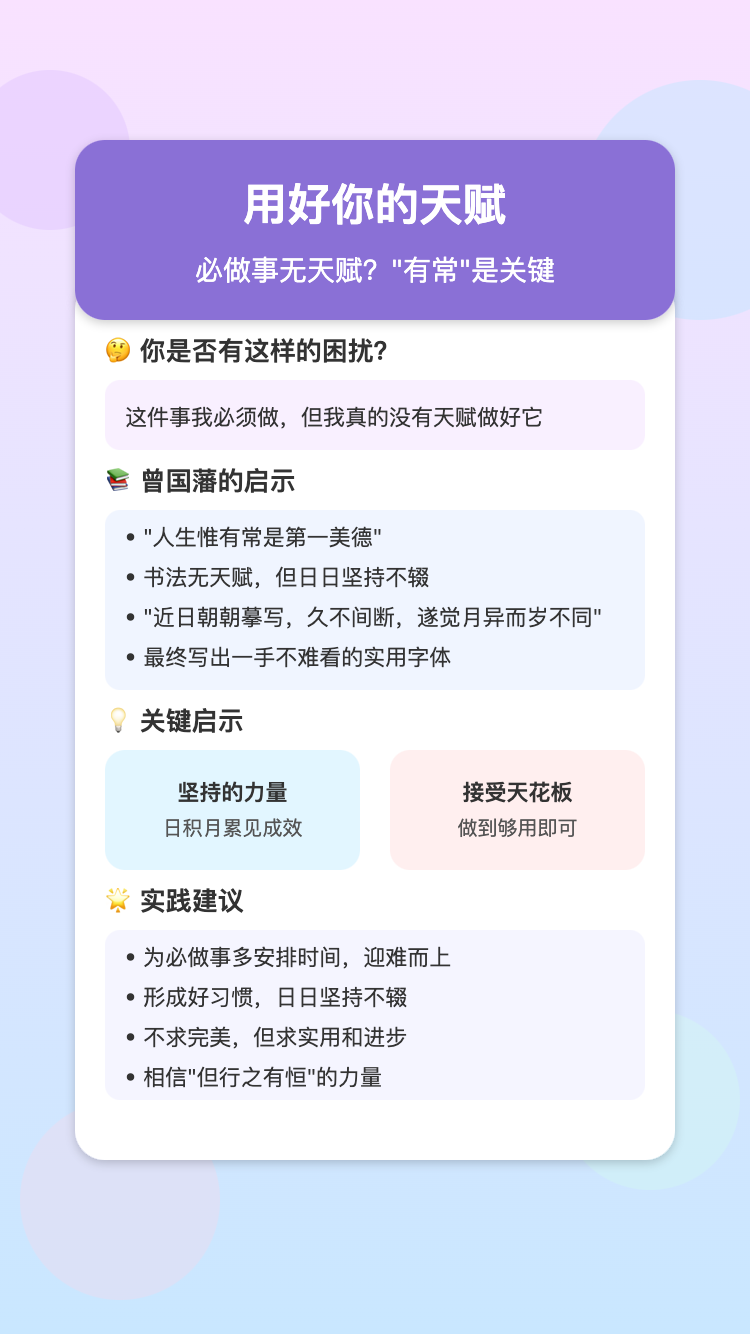 用好你的天赋
必做事无天赋？"有常"是关键
🤔 你是否有这样的困扰?
这件事我必须做，但我真的没有天赋做好它
📚 曾国藩的启示
• "人生惟有常是第一美德"
• 书法无天赋，但日日坚持不辍
• "近日朝朝摹写，久不间断，遂觉月异而岁不同"
• 最终写出一手不难看的实用字体
💡 关键启示
坚持的力量
日积月累见成效
接受天花板
做到够用即可
🌟 实践建议
• 为必做事多安排时间，迎难而上
• 形成好习惯，日日坚持不辍
• 不求完美，但求实用和进步
• 相信"但行之有恒"的力量